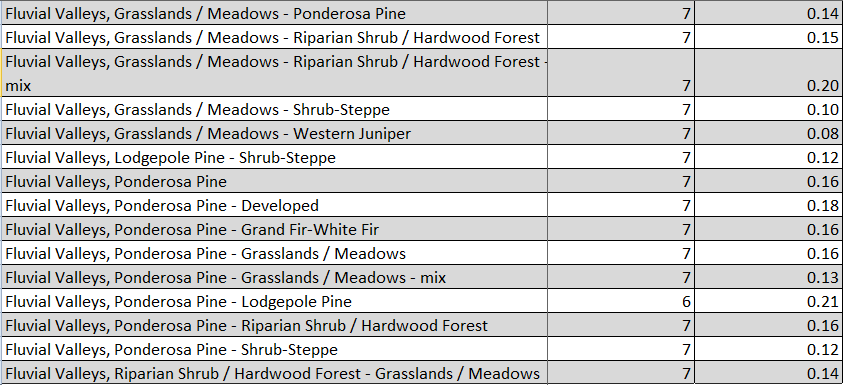 Fluvial Valleys, Grasslands / Meadows - Ponderosa Pine 7 0.14
Fluvial Valleys, Grasslands / Meadows - Riparian Shrub / Hardwood Forest 7 0.15
Fluvial Valleys, Grasslands / Meadows - Riparian Shrub / Hardwood Forest -
mix 7 0.20
Fluvial Valleys, Grasslands / Meadows - Shrub-Steppe 7 0.10
Fluvial Valleys, Grasslands / Meadows - Western Juniper 7 0.08
Fluvial Valleys, Lodgepole Pine - Shrub-Steppe 7 0.12
Fluvial Valleys, Ponderosa Pine 7 0.16
Fluvial Valleys, Ponderosa Pine - Developed 7 0.18
Fluvial Valleys, Ponderosa Pine - Grand Fir-White Fir 7 0.16
Fluvial Valleys, Ponderosa Pine - Grasslands / Meadows 7 0.16
Fluvial Valleys, Ponderosa Pine - Grasslands / Meadows - mix 7 0.13
Fluvial Valleys, Ponderosa Pine - Lodgepole Pine 6 0.21
Fluvial Valleys, Ponderosa Pine - Riparian Shrub / Hardwood Forest 7 0.16
Fluvial Valleys, Ponderosa Pine - Shrub-Steppe 7 0.12
Fluvial Valleys, Riparian Shrub / Hardwood Forest - Grasslands / Meadows 7 0.14